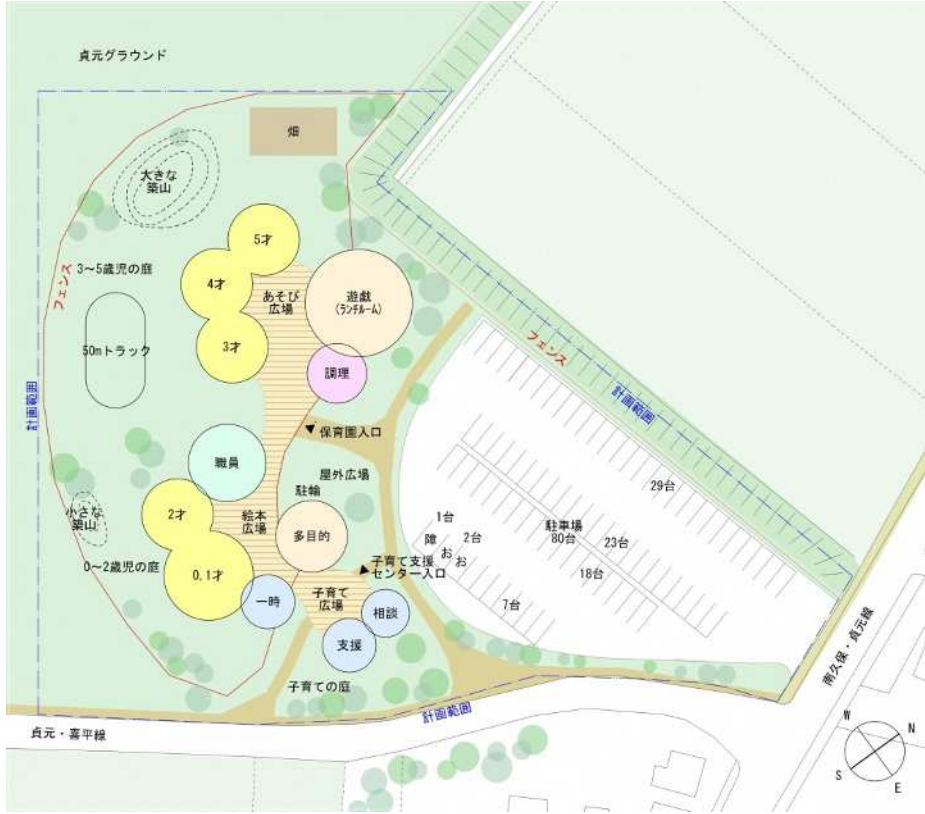 貞元グラウンド
畑
大きな
築山
5才
3～5歳児の庭
4才
あそび
広場
遊戯
(ランチルーム)
フェンス
フェンス
3才
50mトラック
調理
計画範囲
計画範囲
保育園入口
職員
屋外広場
駐輪
29台
2才
絵本
広場
小さな
築山
多目的
1台
障
2台
お
お
駐車場
80台
23台
18台
7台
0～2歳児の庭
0,1才
子育て支援
センター入口
一時
子育て
広場
相談
支援
子育ての庭
計画範囲
貞元・喜平線
南久保・貞元線
W
N
S
E